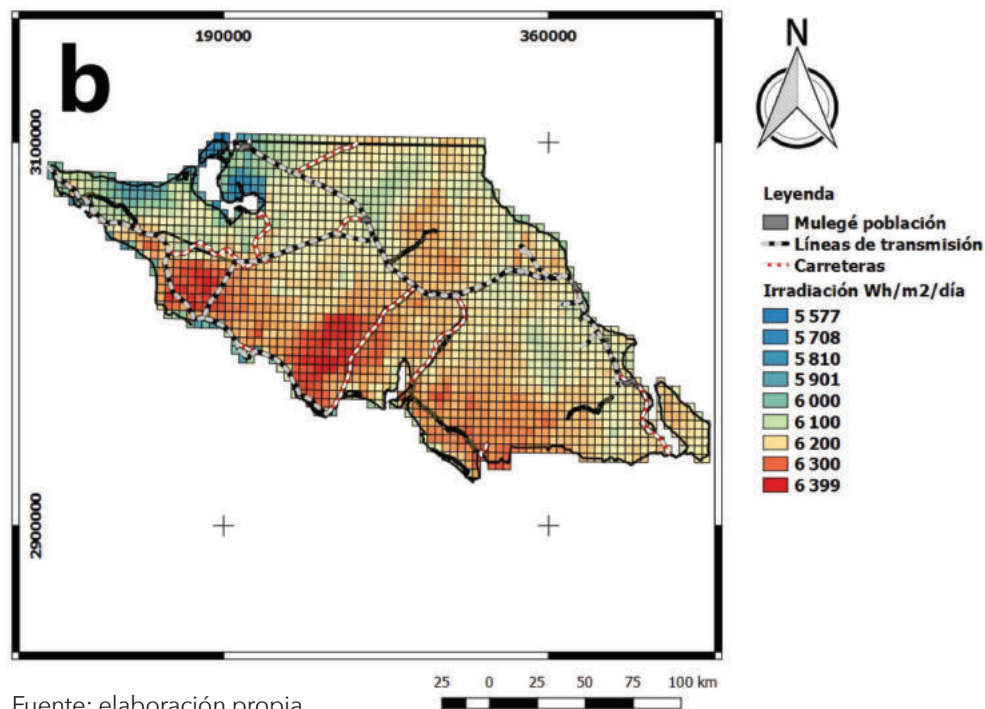 b
190000
360000
3100000
2900000
N
Leyenda
Mulegé población
Líneas de transmisión
Carreteras
Irradiación Wh/m2/día
5 577
5 708
5 810
5 901
6 000
6 100
6 200
6 300
6 399
25 0 25 50 75 100 km
Fuente: elaboración propia